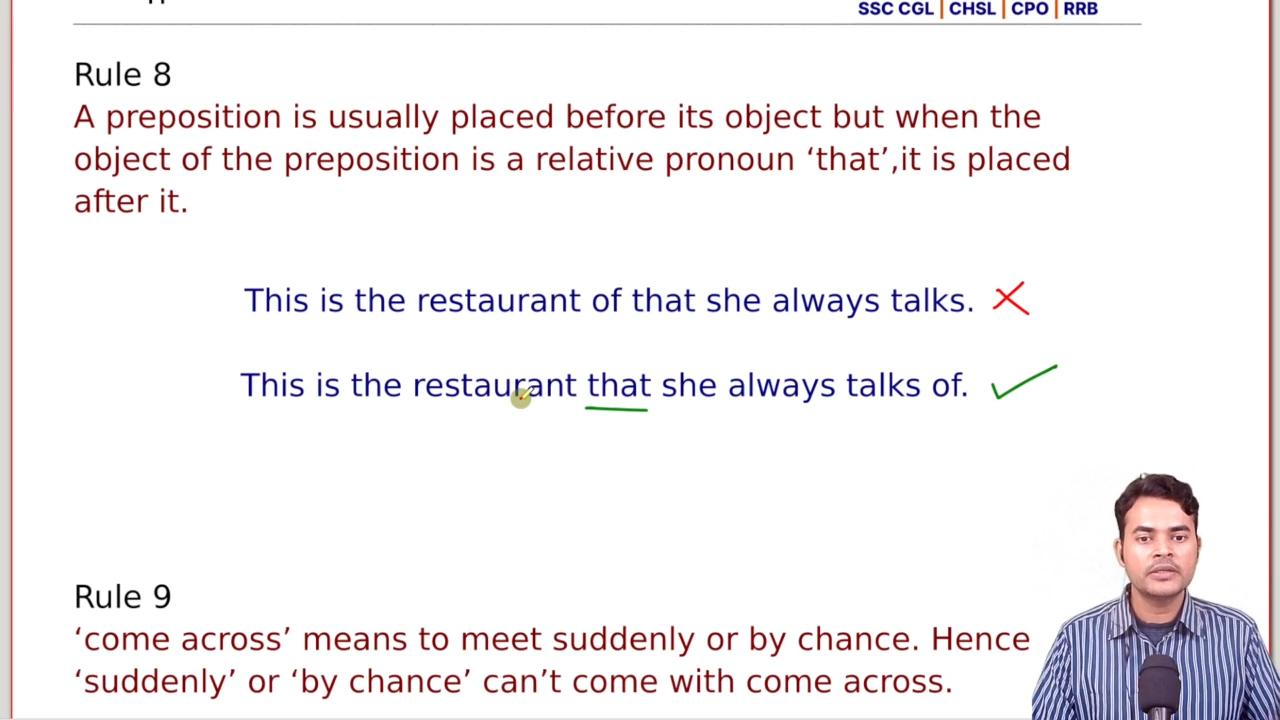 SSC CGL | CHSL | CPO | RRB
Rule 8
A preposition is usually placed before its object but when the
object of the preposition is a relative pronoun ‘that’,it is placed
after it.
This is the restaurant of that she always talks.
This is the restaurant that she always talks of.
Rule 9
‘come across’ means to meet suddenly or by chance. Hence
‘suddenly’ or ‘by chance’ can’t come with come across.